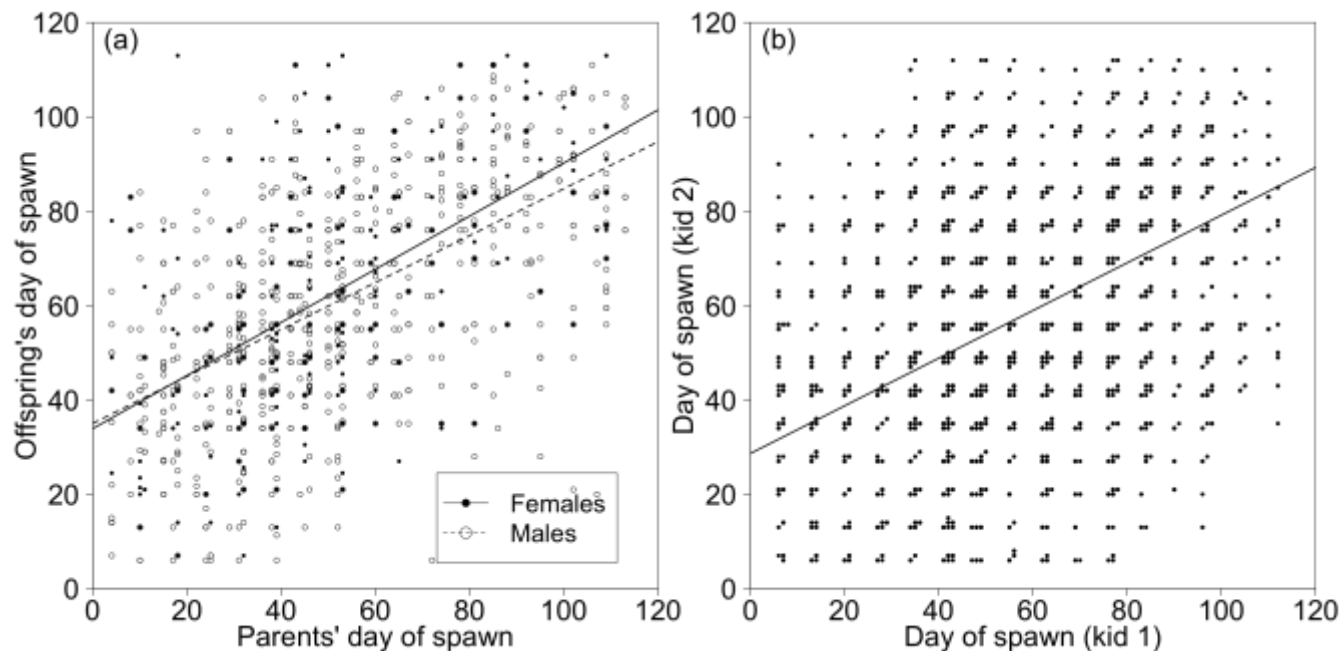 (a)
Offspring's day of spawn
120
100
80
60
40
20
0
0 20 40 60 80 100 120
Parents' day of spawn
Females
Males
(b)
Day of spawn (kid 2)
120
100
80
60
40
20
0
0 20 40 60 80 100 120
Day of spawn (kid 1)